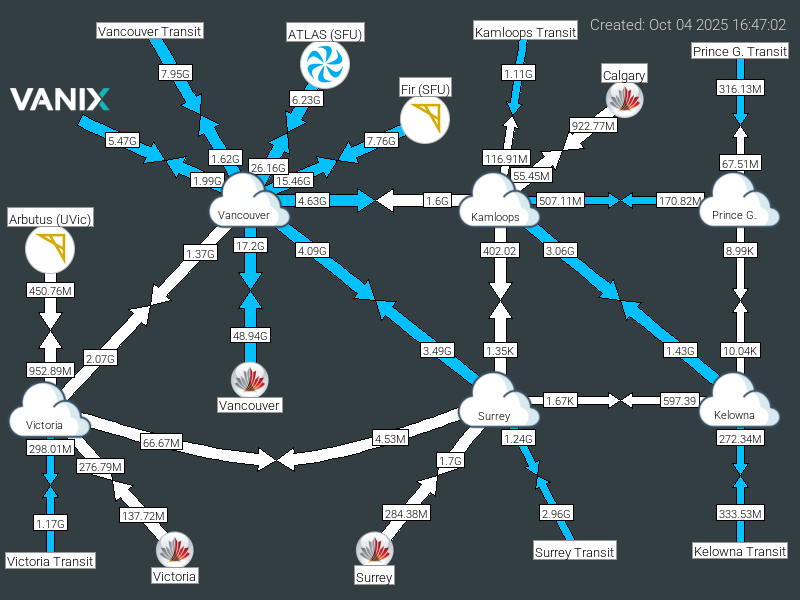 Created: Oct 04 2025 16:47:02
Vancouver Transit
ATLAS (SFU)
Kamloops Transit
Prince G. Transit
7.95G
6.23G
1.11G
Calgary
316.13M
Fir (SFU)
VANIX
5.47G
7.76G
922.77M
1.62G
26.16G
116.91M
67.51M
1.99G
15.46G
55.45M
4.63G
1.6G
507.11M
170.82M
Vancouver
Kamloops
Prince G.
Arbutus (UVic)
1.37G
17.2G
4.09G
402.02
3.06G
8.99K
450.76M
48.94G
2.07G
3.49G
1.35K
1.43G
10.04K
952.89M
Vancouver
1.67K
597.39
Victoria
Surrey
Kelowna
66.67M
4.53M
298.01M
1.24G
272.34M
276.79M
1.7G
1.17G
137.72M
284.38M
2.96G
333.53M
Victoria Transit
Victoria
Surrey
Surrey Transit
Kelowna Transit